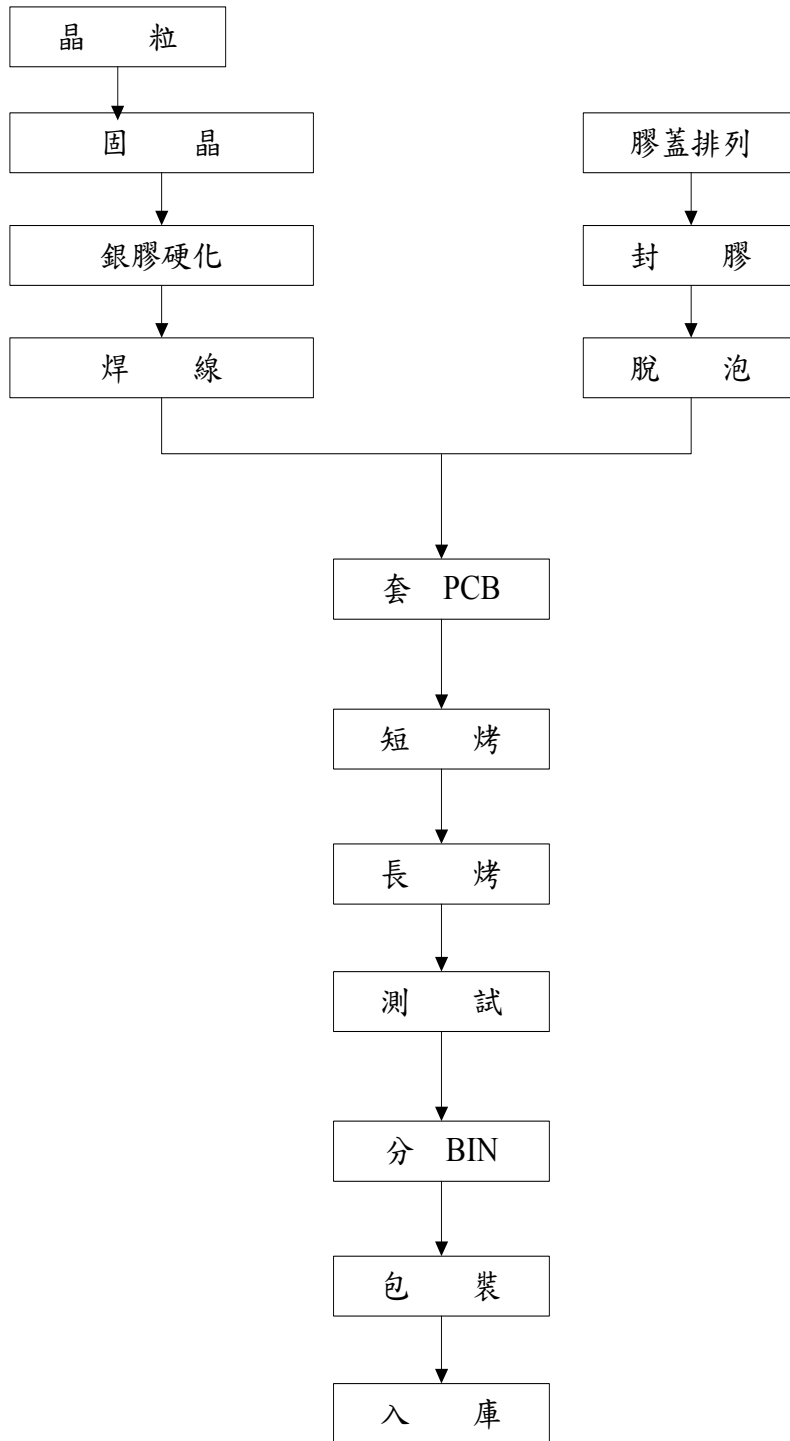 晶 粒
固 晶
銀膠硬化
焊 線
膠蓋排列
封 膠
脫 泡
套 PCB
短 烤
長 烤
測 試
分 BIN
包 裝
入 庫